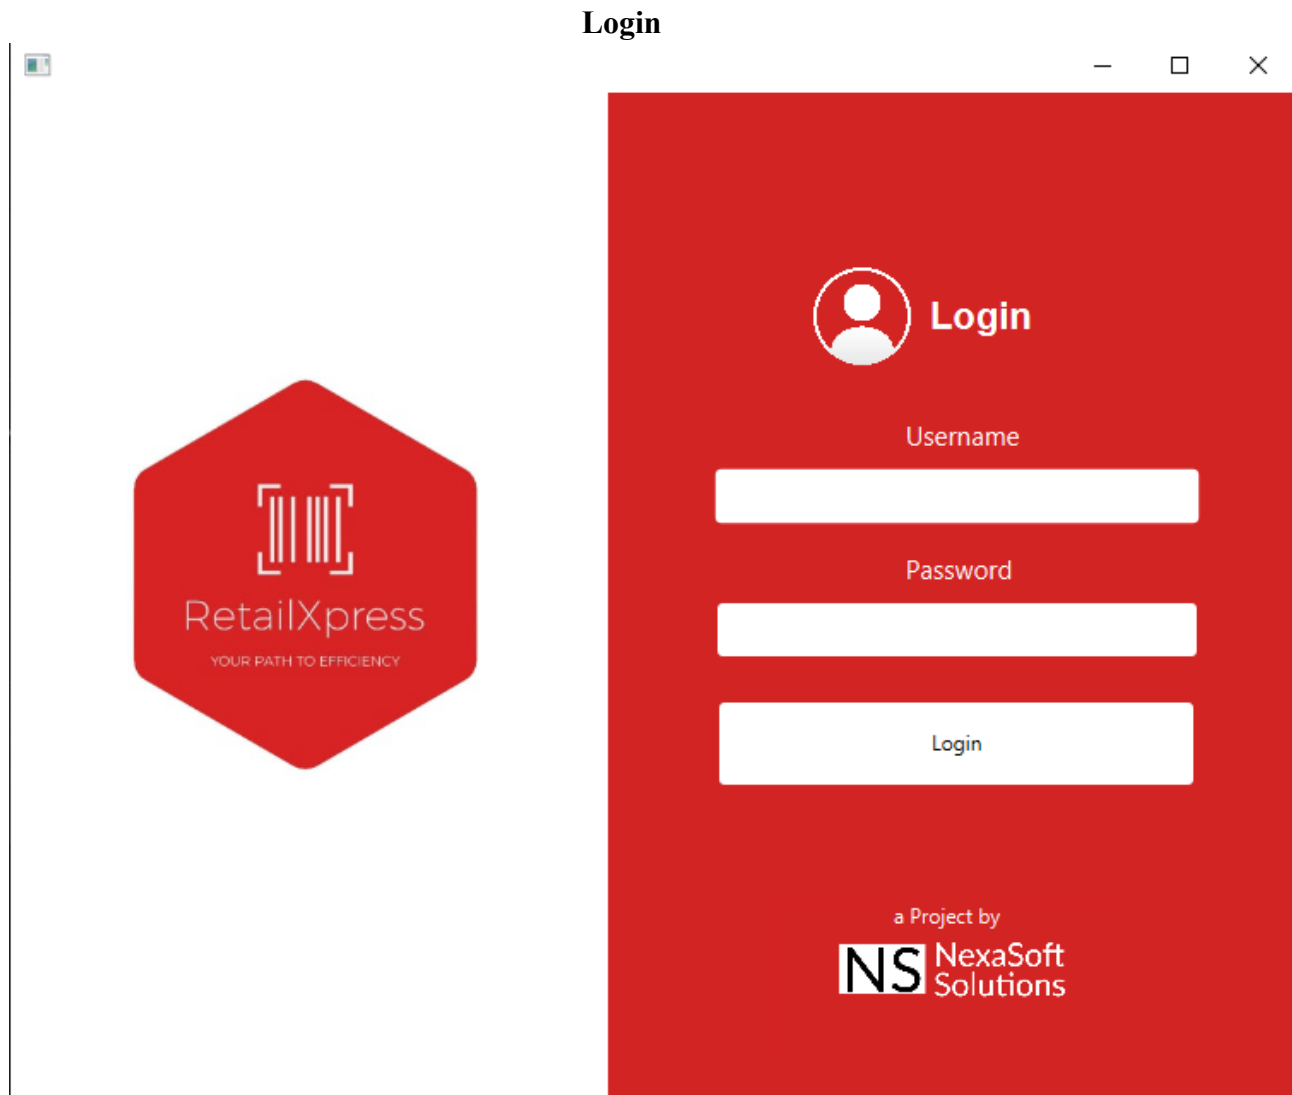 Login
RetailXpress
YOUR PATH TO EFFICIENCY
Login
Username
Password
Login
a Project by
NS NexaSoft
Solutions